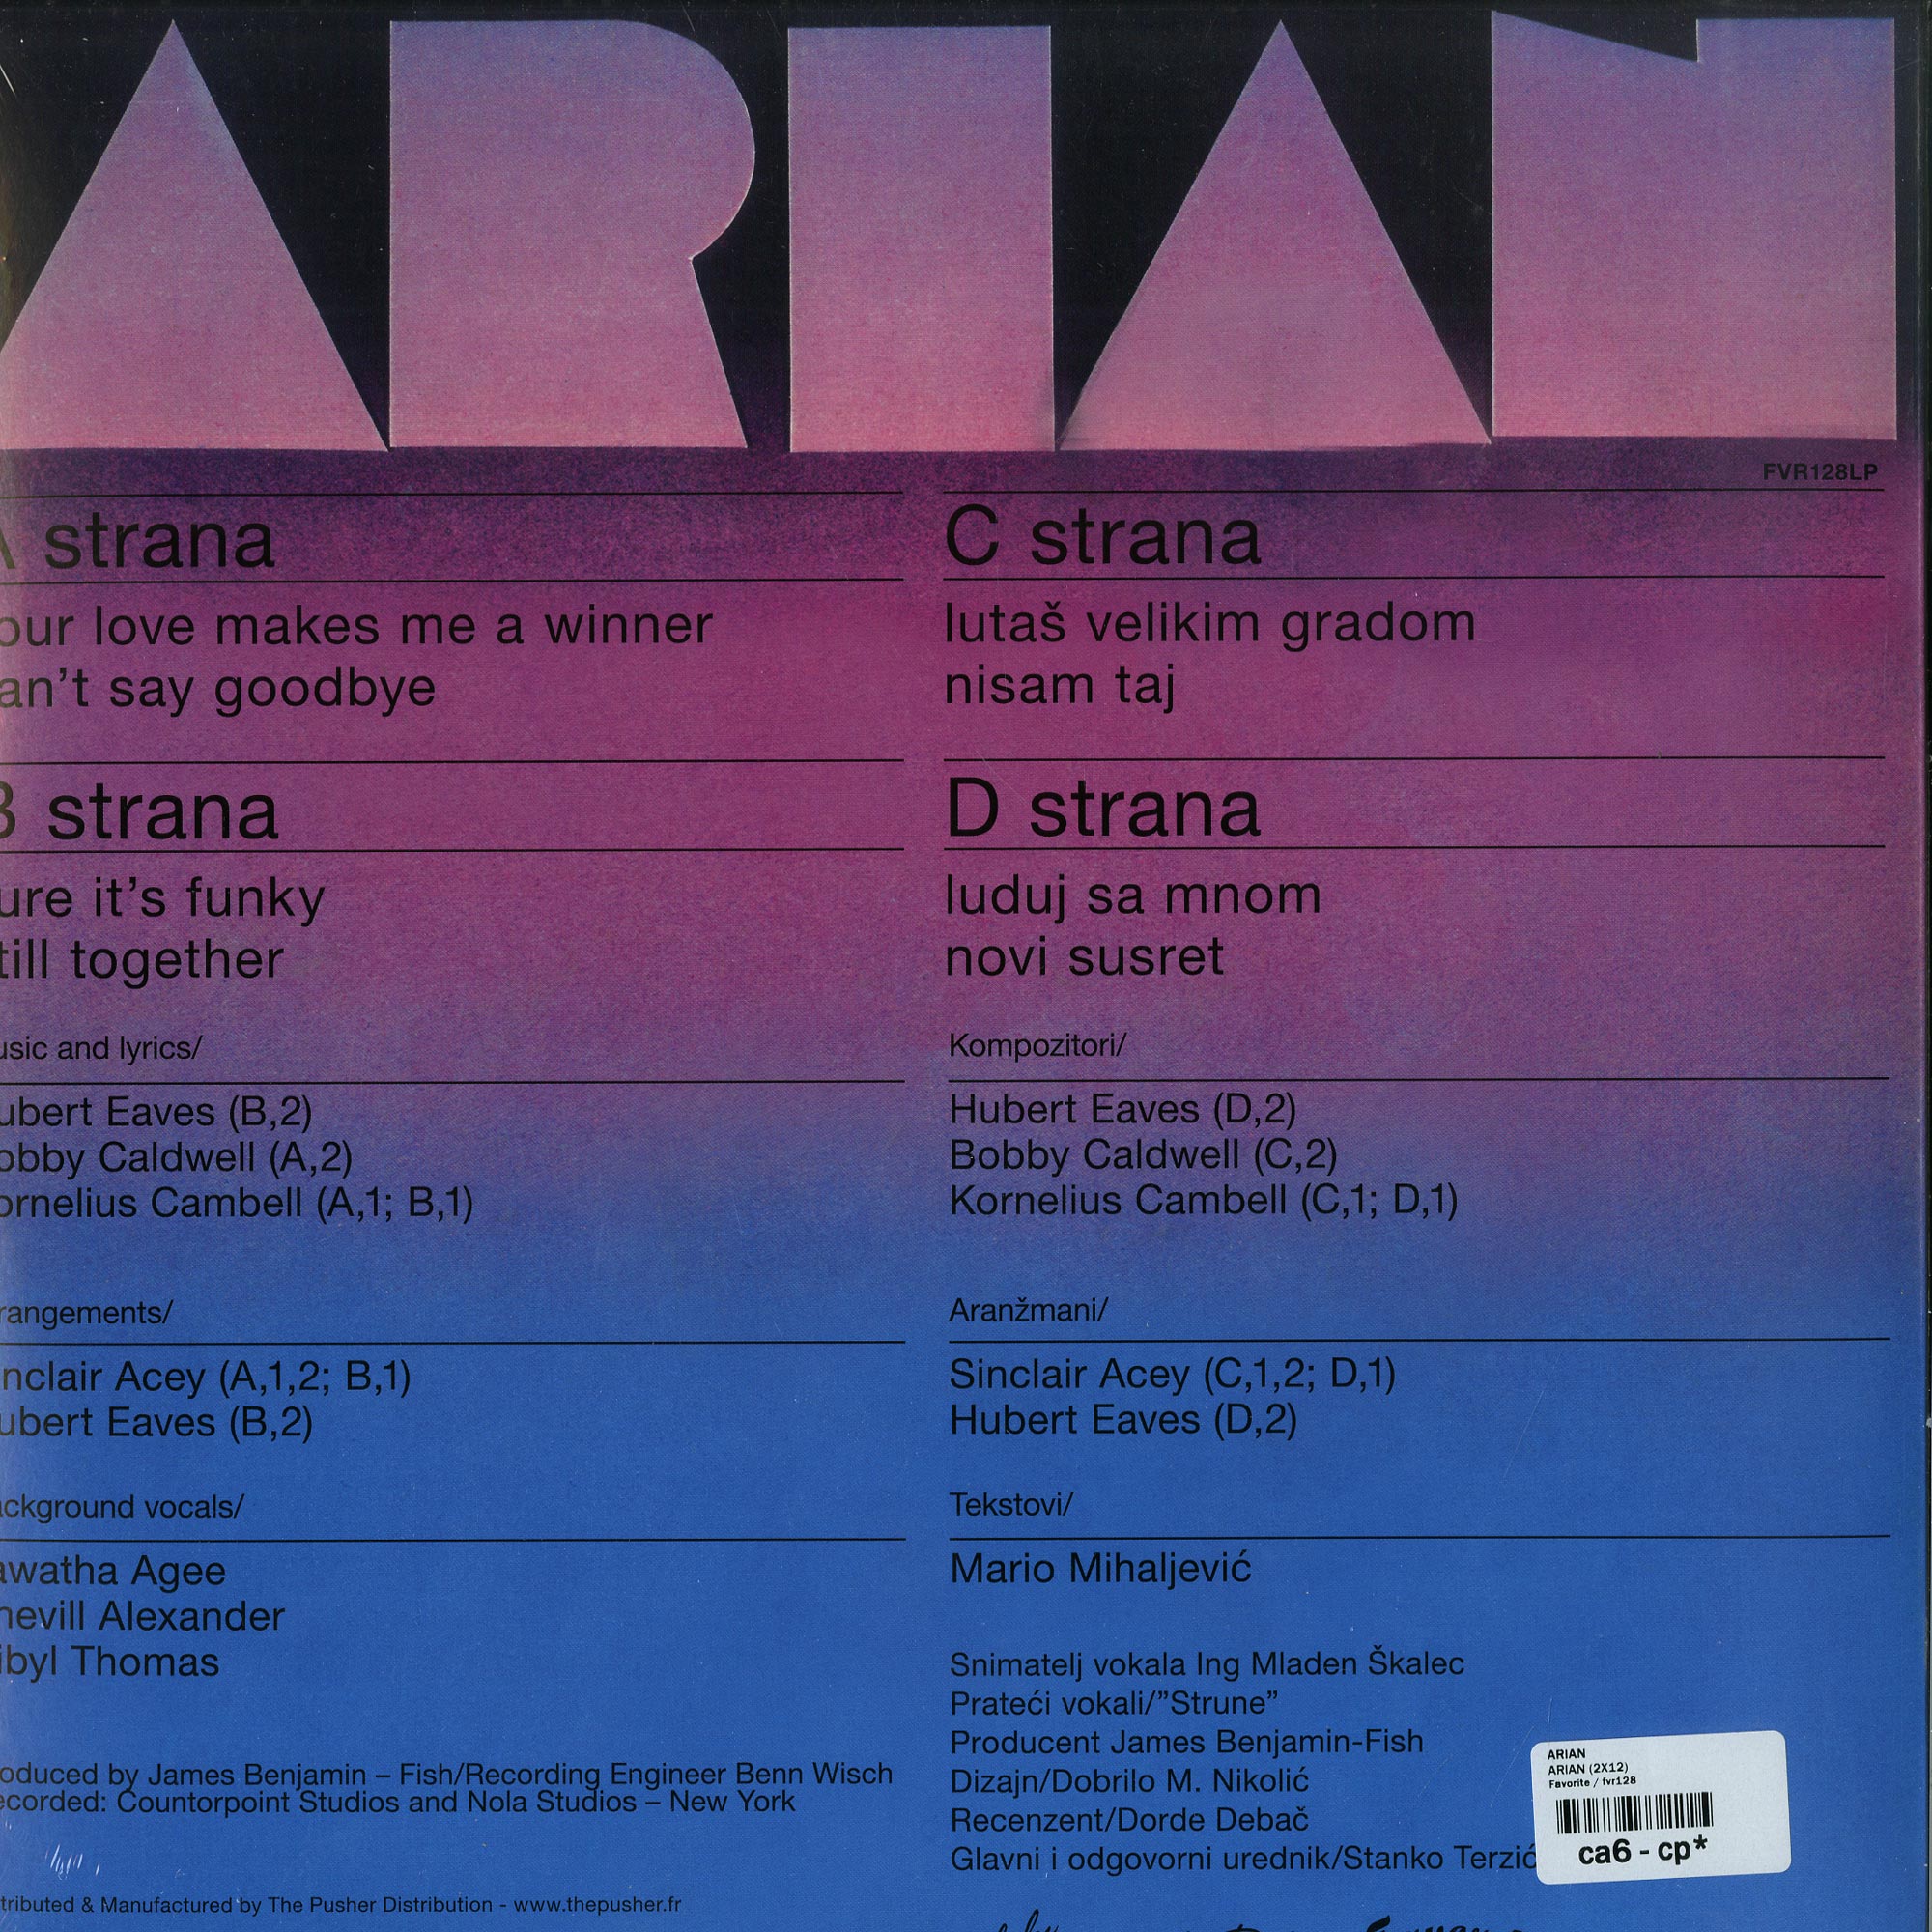 ARIAN
FVR128LP
A strana
our love makes me a winner
an't say goodbye
B strana
ure it's funky
till together
usic and lyrics/
ubert Eaves (B,2)
obby Caldwell (A,2)
ornelius Cambell (A,1; B,1)
rangements/
nclair Acey (A,1,2; B,1)
ubert Eaves (B,2)
ackground vocals/
awatha Agee
hevill Alexander
ibyl Thomas
oduced by James Benjamin – Fish/Recording Engineer Benn Wisch
ecorded: Countorpoint Studios and Nola Studios – New York
tributed & Manufactured by The Pusher Distribution - www.thepusher.fr
C strana
lutaš velikim gradom
nisam taj
D strana
luduj sa mnom
novi susret
Kompozitori/
Hubert Eaves (D,2)
Bobby Caldwell (C,2)
Kornelius Cambell (C,1; D,1)
Aranžmani/
Sinclair Acey (C,1,2; D,1)
Hubert Eaves (D,2)
Tekstovi/
Mario Mihaljević
Snimatelj vokala Ing Mladen Škalec
Prateći vokali/”Strune”
Producent James Benjamin-Fish
Dizajn/Dobrilo M. Nikolić
Recenzent/Dorde Debač
Glavni i odgovorni urednik/Stanko Terzić
ARIAN
ARIAN (2X12)
Favorite / fvr128
ca6 - cp*